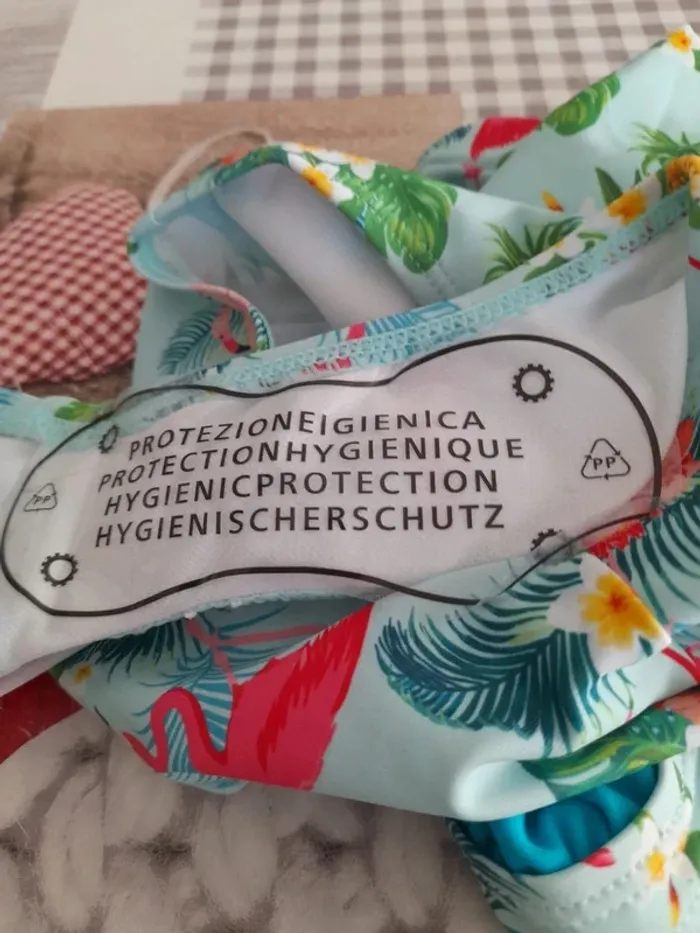 PROTEZIONEIGIENICA
PROTECTIONHYGIENIQUE
HYGIENICPROTECTION
HYGIENISCHERSCHUTZ
PP
PP